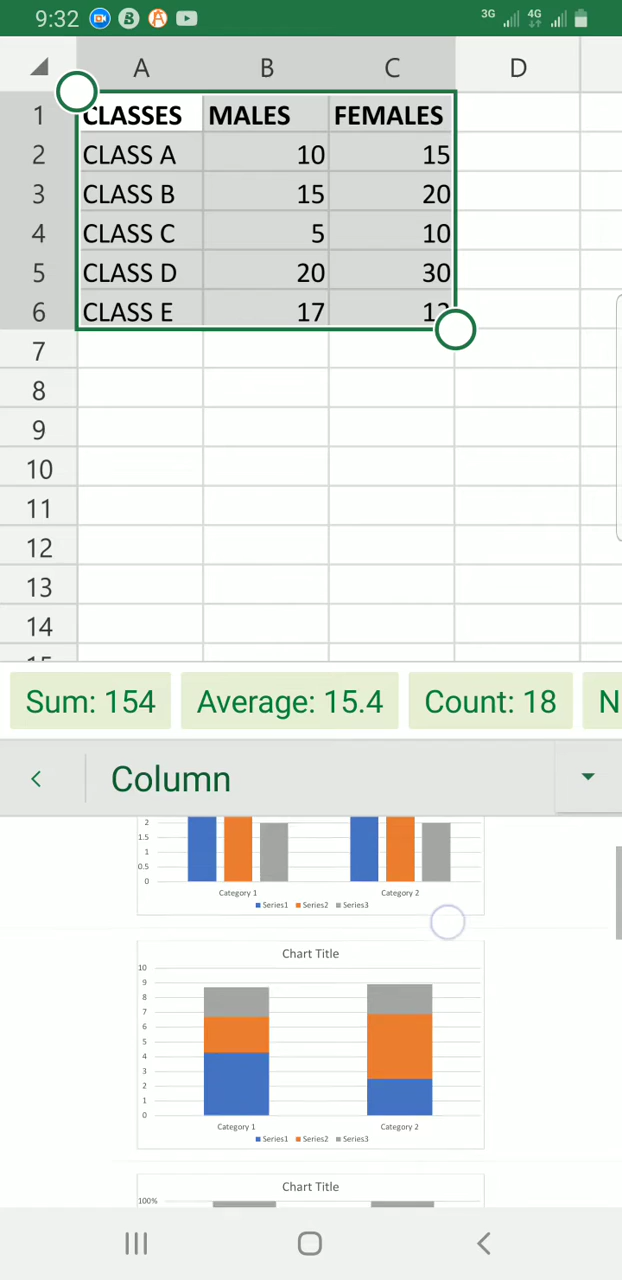 9:32 3G 4G
A B C D
1 CLASSES MALES FEMALES
2 CLASS A 10 15
3 CLASS B 15 20
4 CLASS C 5 10
5 CLASS D 20 30
6 CLASS E 17
7
8
9
10
11
12
13
14
Sum: 154 Average: 15.4 Count: 18 N
Column
2
1.5
1
0.5
0
Category 1 Category 2
Series1 Series2 Series3
Chart Title
10
9
8
7
6
5
4
3
2
1
0
Category 1 Category 2
Series1 Series2 Series3
Chart Title
100%